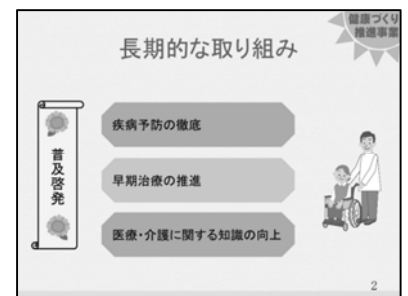 健康づくり
推進事業
長期的な取り組み
普及啓発
疾病予防の徹底
早期治療の推進
医療・介護に関する知識の向上
2